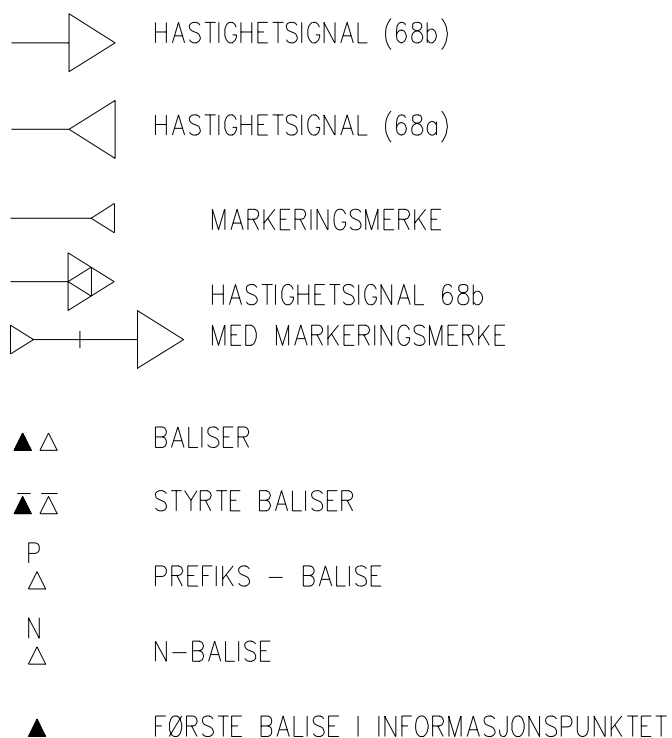 HASTIGHETSIGNAL (68b)
HASTIGHETSIGNAL (68a)
MARKERINGSMERKE
HASTIGHETSIGNAL 68b
MED MARKERINGSMERKE
BALISER
STYRTE BALISER
P
PREFIKS – BALISE
N
N–BALISE
FØRSTE BALISE I INFORMASJONSPUNKTET